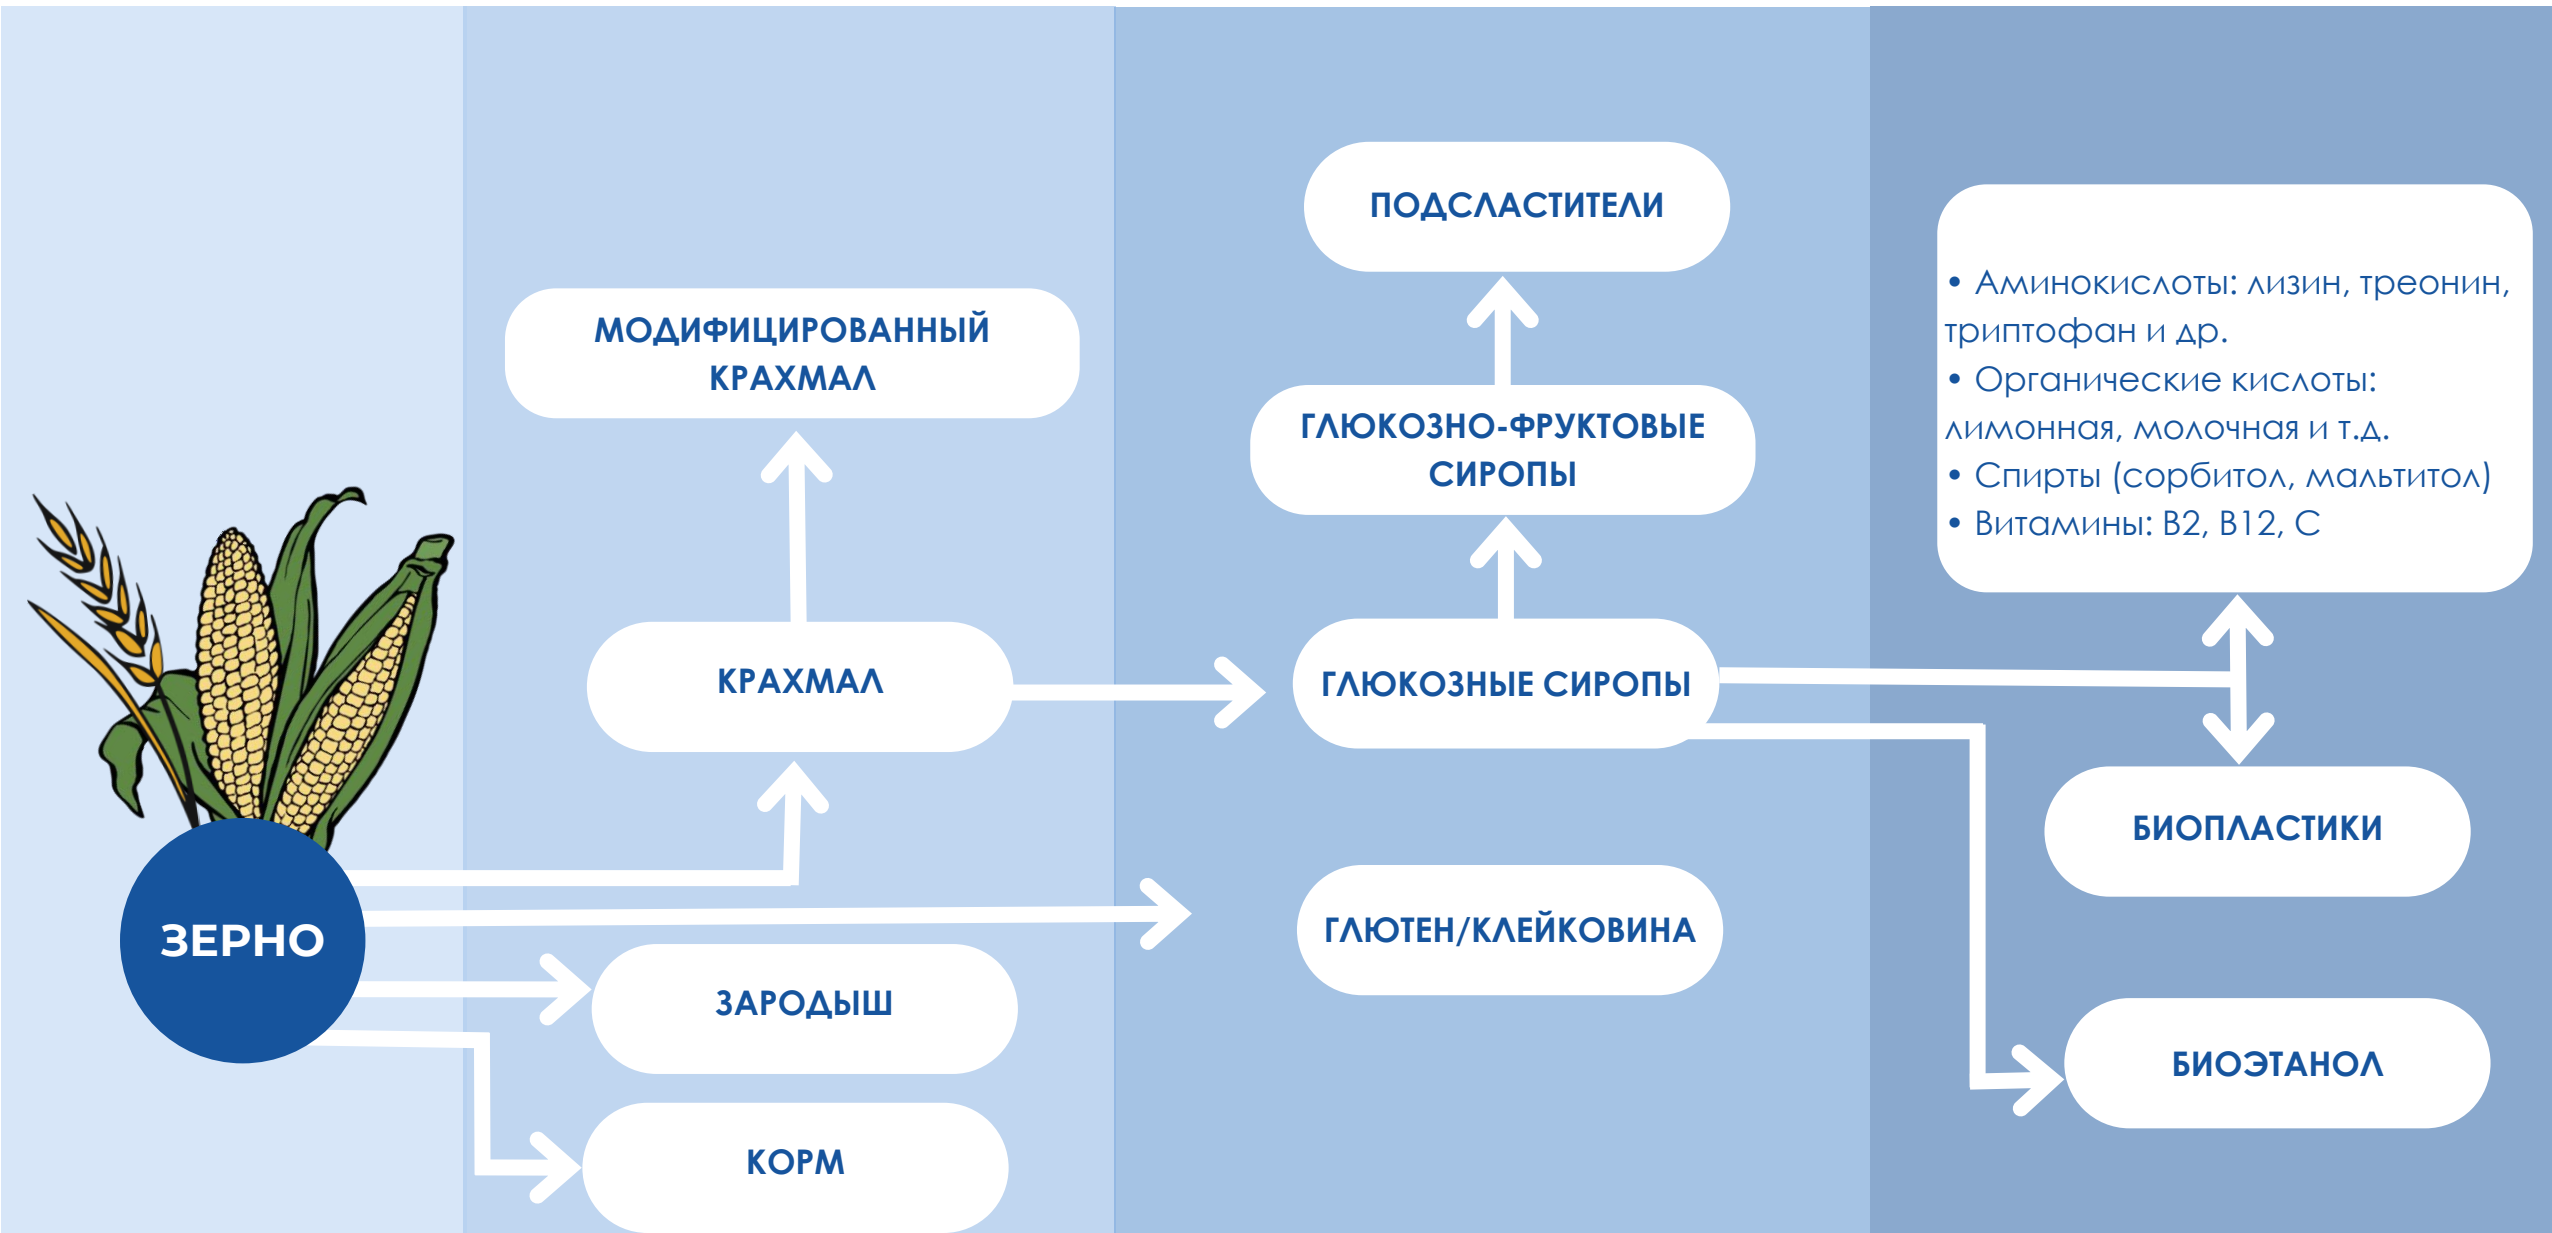 ЗЕРНО
МОДИФИЦИРОВАННЫЙ
КРАХМАЛ
КРАХМАЛ
ЗАРОДЫШ
КОРМ
ПОДСЛАСТИТЕЛИ
ГЛЮКОЗНО-ФРУКТОВЫЕ
СИРОПЫ
ГЛЮКОЗНЫЕ СИРОПЫ
ГЛЮТЕН/КЛЕЙКОВИНА
• Аминокислоты: лизин, треонин,
триптофан и др.
• Органические кислоты:
лимонная, молочная и т.д.
• Спирты (сорбитол, мальтитол)
• Витамины: B2, B12, C
БИОПЛАСТИКИ
БИОЭТАНОЛ